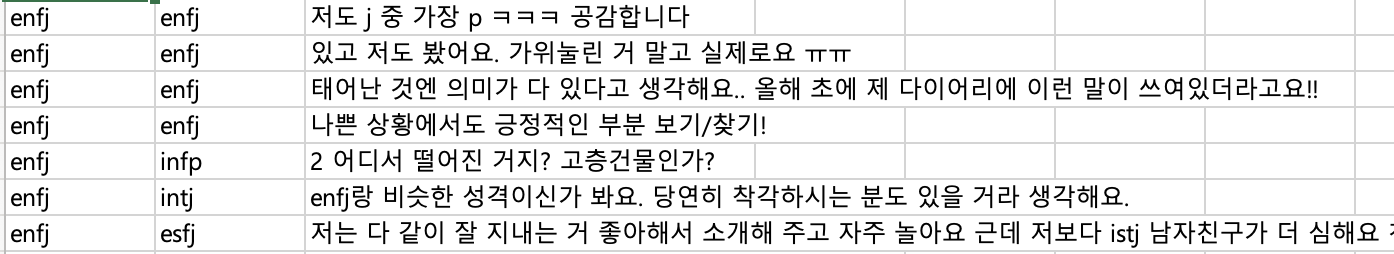 enfj enfj 저도 j 중 가장 p ㅋㅋㅋ 공감합니다
enfj enfj 있고 저도 봤어요. 가위눌린 거 말고 실제로요 ㅠㅠ
enfj enfj 태어난 것엔 의미가 다 있다고 생각해요.. 올해 초에 제 다이어리에 이런 말이 쓰여있더라고요!!
enfj enfj 나쁜 상황에서도 긍정적인 부분 보기/찾기!
enfj infp 2 어디서 떨어진 거지? 고층건물인가?
enfj intj enfj랑 비슷한 성격이신가 봐요. 당연히 착각하시는 분도 있을 거라 생각해요.
enfj esfj 저는 다 같이 잘 지내는 거 좋아해서 소개해 주고 자주 놀아요 근데 저보다 istj 남자친구가 더 심해요